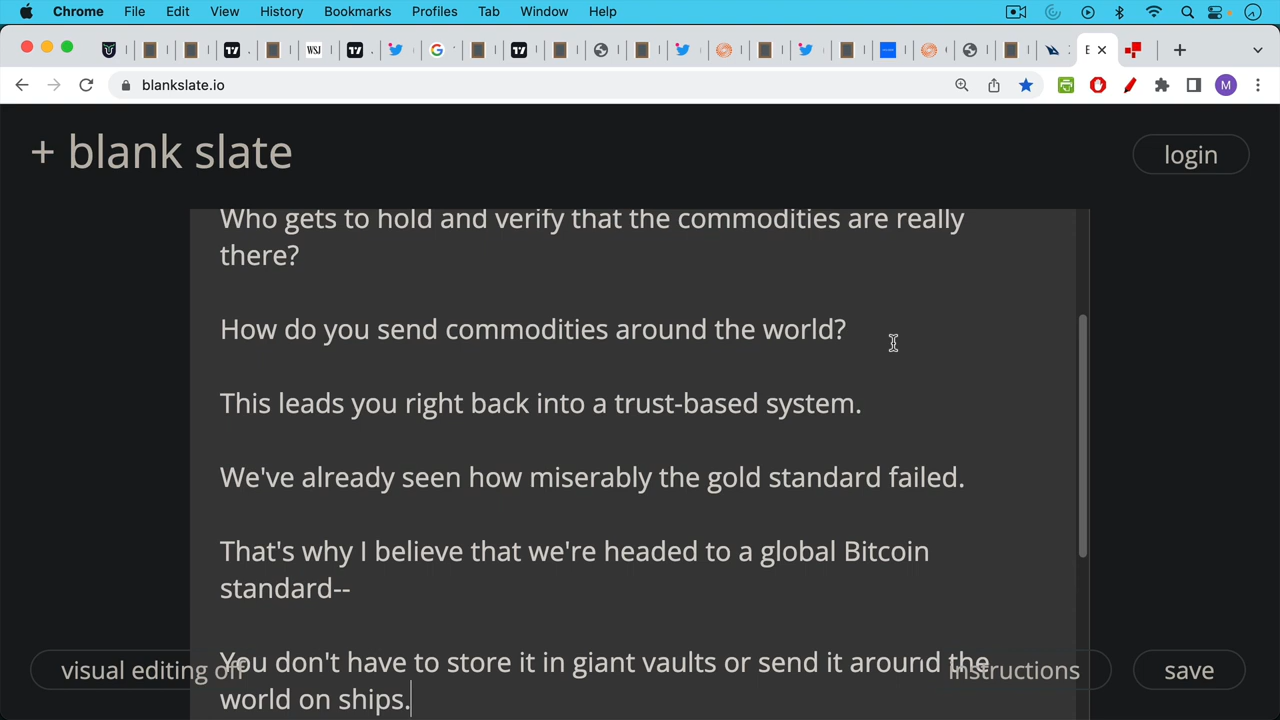 Chrome File Edit View History Bookmarks Profiles Tab Window Help
WSJ
blankslate.io
M
+ blank slate
login
Who gets to hold and verify that the commodities are really
there?
How do you send commodities around the world?
This leads you right back into a trust-based system.
We've already seen how miserably the gold standard failed.
That's why I believe that we're headed to a global Bitcoin
standard--
You don't have to store it in giant vaults or send it around the
world on ships.
visual editing off
instructions
save